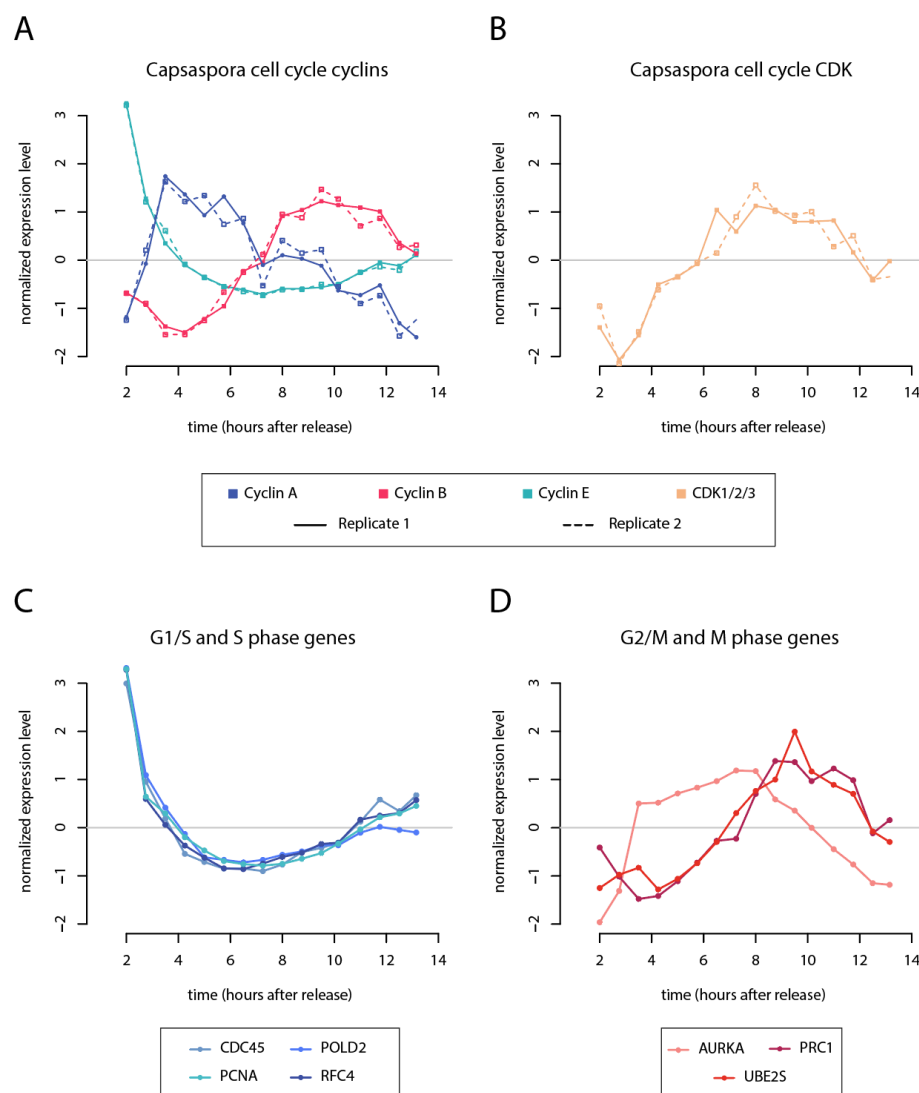 A
B
Capsaspora cell cycle cyclins
Capsaspora cell cycle CDK
normalized expression level
3
2
1
0
−1
−2
2 4 6 8 10 12 14
time (hours after release)
normalized expression level
3
2
1
0
−1
−2
2 4 6 8 10 12 14
time (hours after release)
Cyclin A Cyclin B Cyclin E CDK1/2/3
Replicate 1 Replicate 2
C
D
G1/S and S phase genes
G2/M and M phase genes
normalized expression level
3
2
1
0
−1
−2
2 4 6 8 10 12 14
time (hours after release)
normalized expression level
3
2
1
0
−1
−2
2 4 6 8 10 12 14
time (hours after release)
CDC45 POLD2
PCNA RFC4
AURKA PRC1
UBE2S